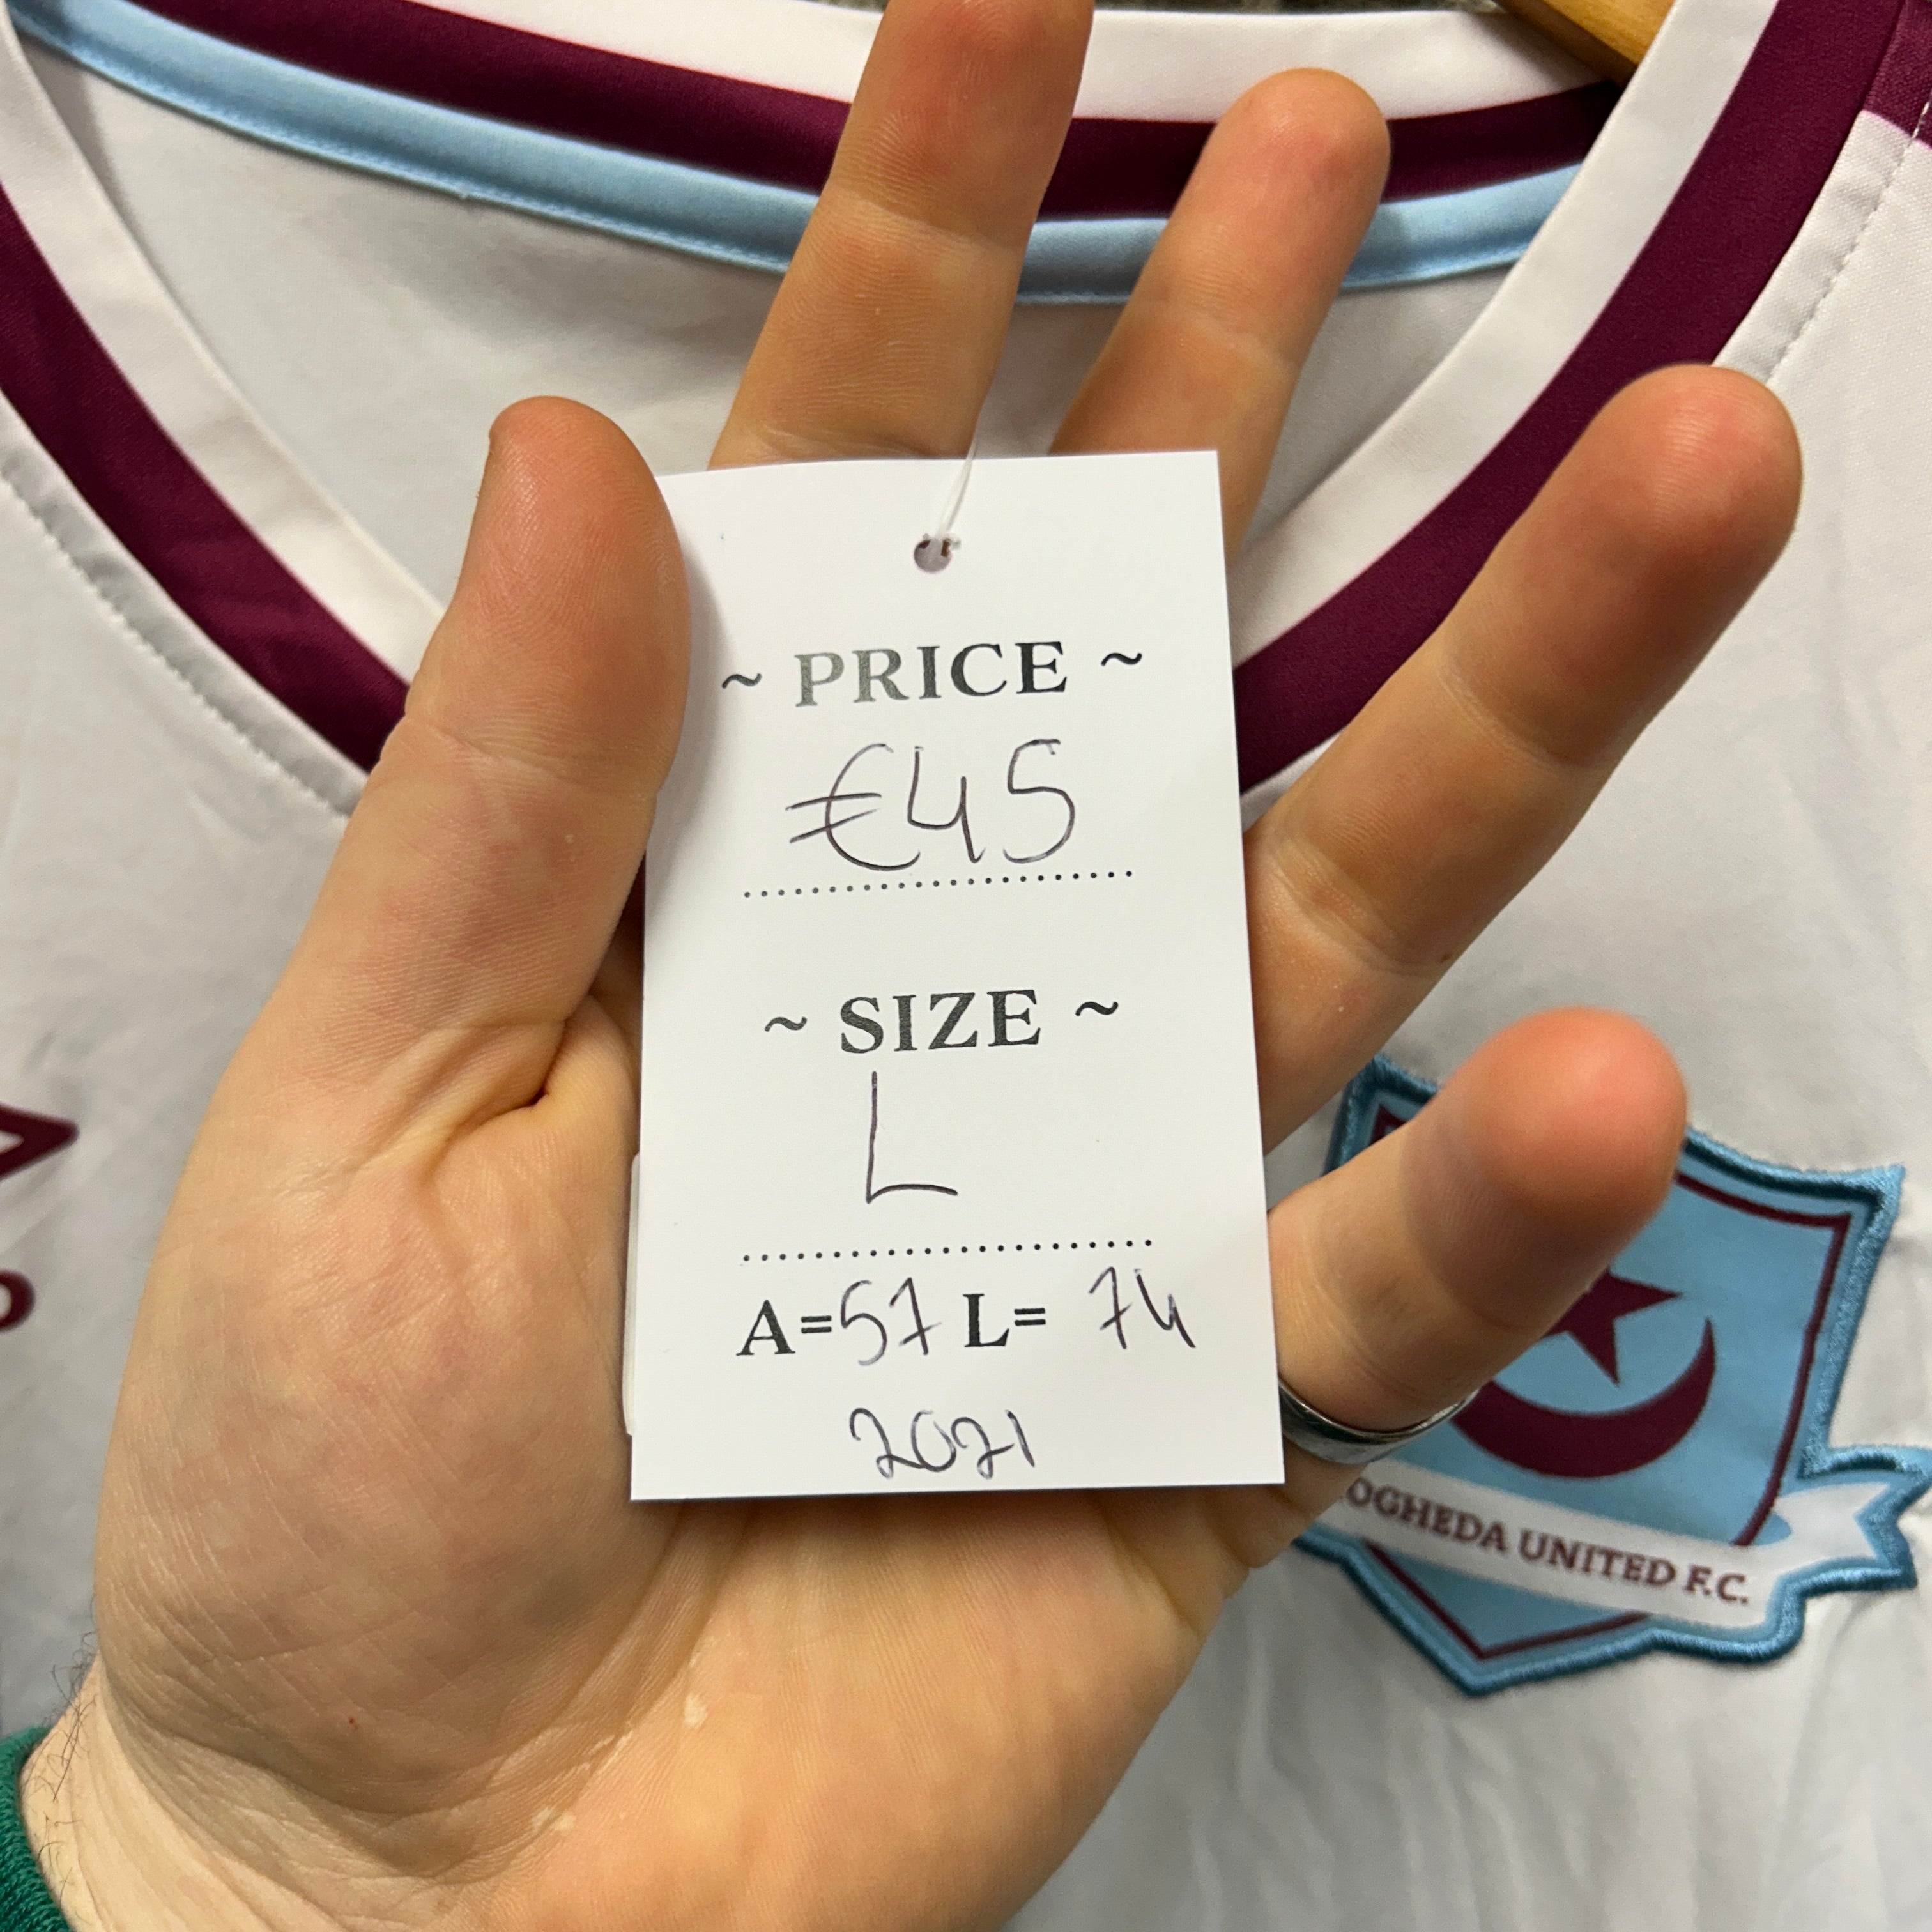 ~ PRICE ~
€45
~ SIZE ~
L
A=57 L= 74
2021
OGHEDA UNITED F.C.